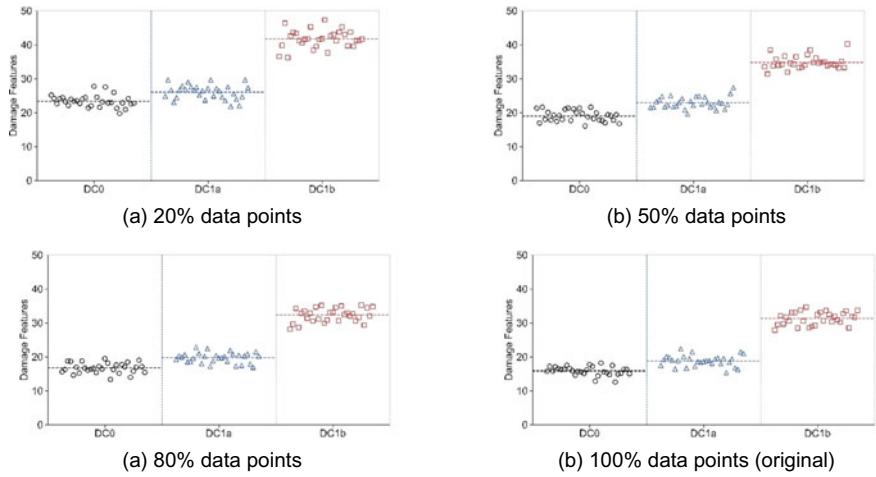 50
40
30
20
10
0
Damage Features
DC0 DC1a DC1b
(a) 20% data points
50
40
30
20
10
0
Damage Features
DC0 DC1a DC1b
(b) 50% data points
50
40
30
20
10
0
Damage Features
DC0 DC1a DC1b
(a) 80% data points
50
40
30
20
10
0
Damage Features
DC0 DC1a DC1b
(b) 100% data points (original)